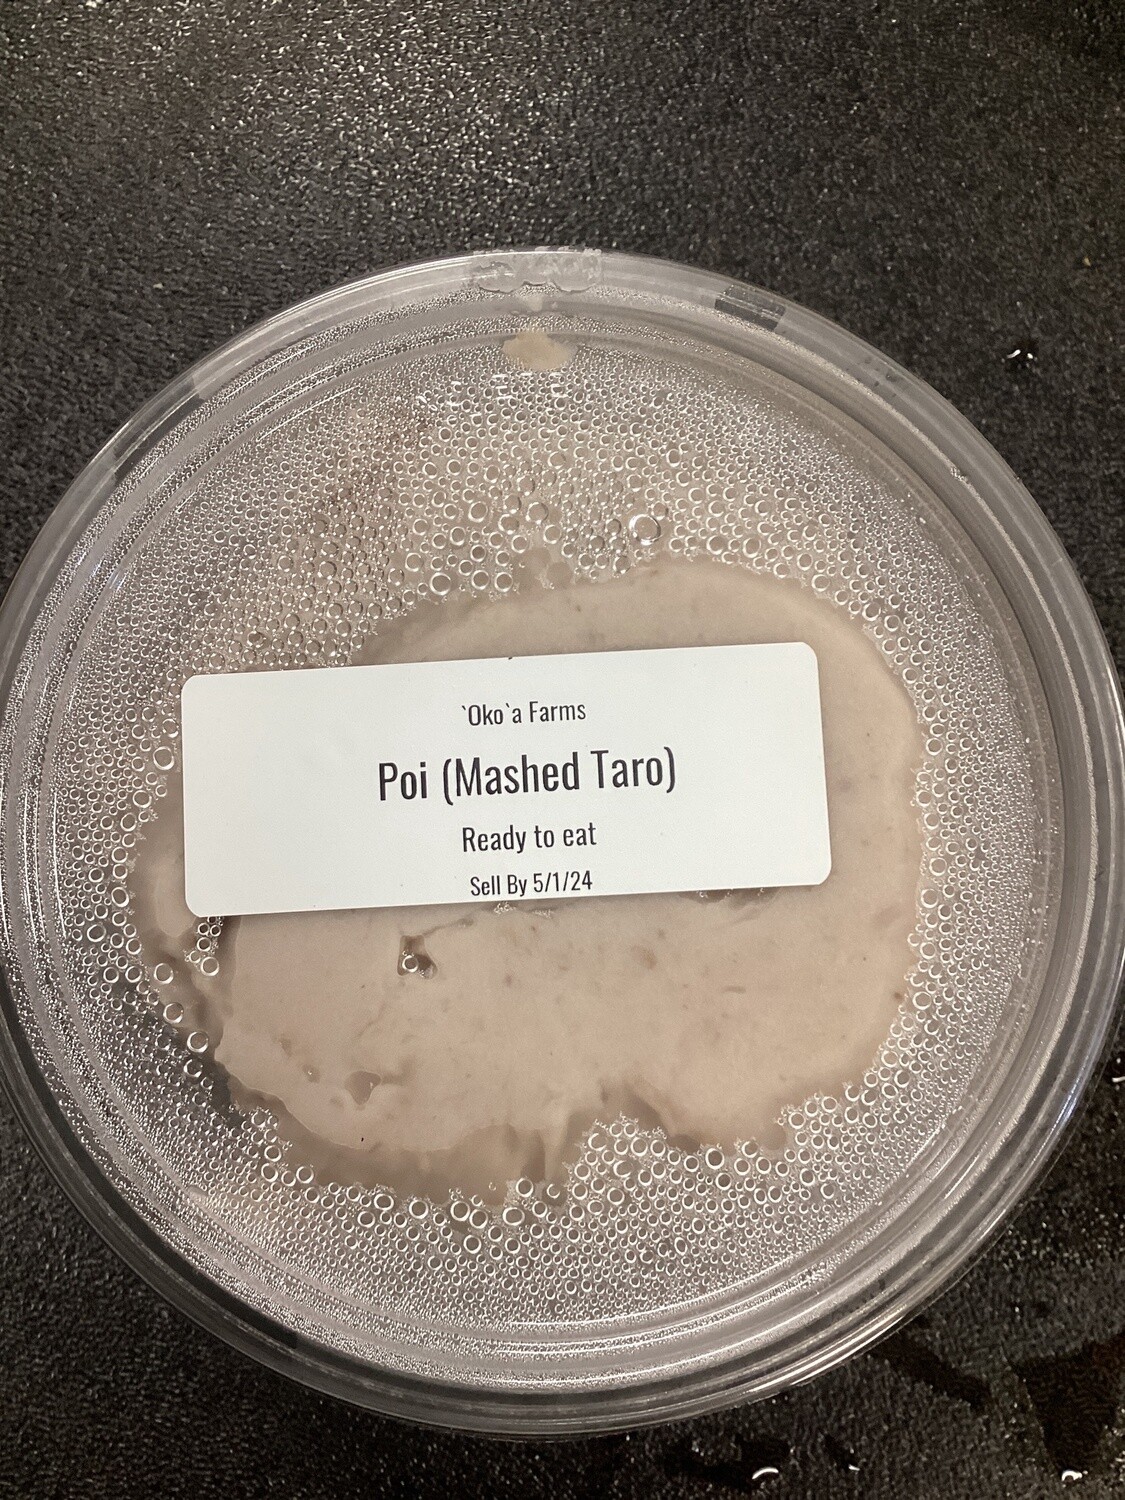 `Oko`a Farms
Poi (Mashed Taro)
Ready to eat
Sell By 5/1/24